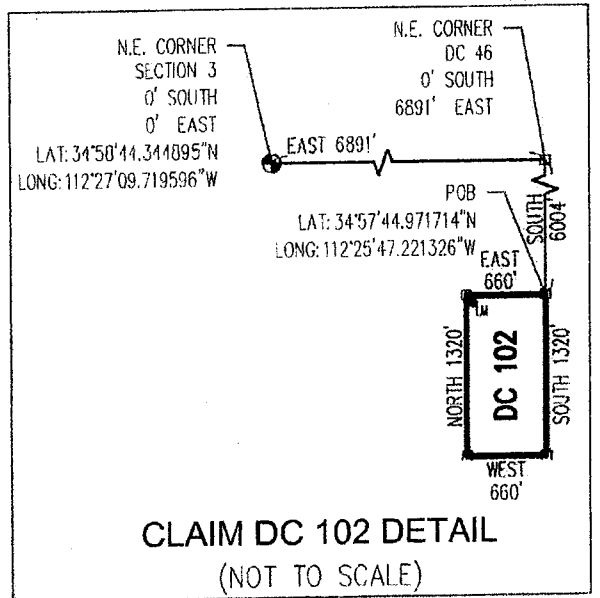 N.E. CORNER
SECTION 3
0' SOUTH
0' EAST
LAT: 34°58'44.344895"N
LONG: 112°27'09.719596"W
N.E. CORNER
DC 46
0' SOUTH
6891' EAST
EAST 6891'
POB
LAT: 34°57'44.971714"N
LONG: 112°25'47.221326"W
SOUTH
6004'
EAST
660'
LM
NORTH 1320'
DC 102
SOUTH 1320'
WEST
660'
CLAIM DC 102 DETAIL
(NOT TO SCALE)